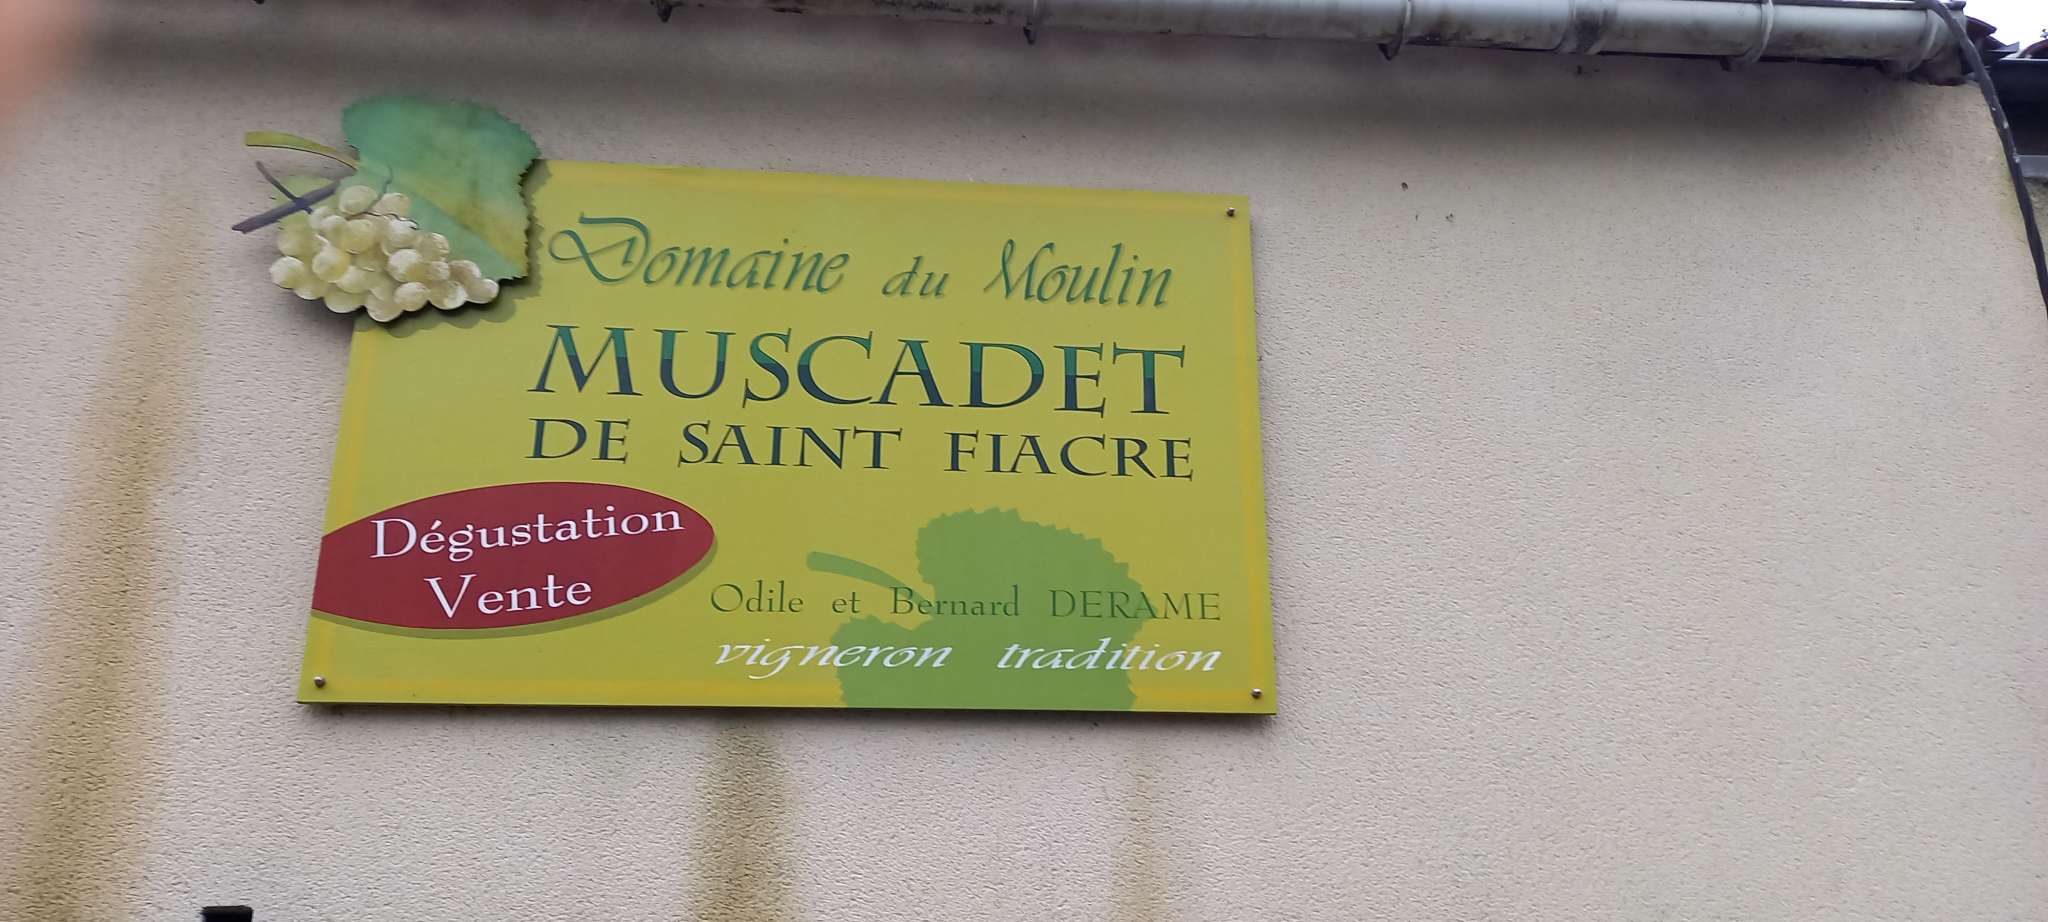 Domaine du Moulin
MUSCADET
DE SAINT FIACRE
Dégustation
Vente
Odile et Bernard DERAME
vigneron tradition